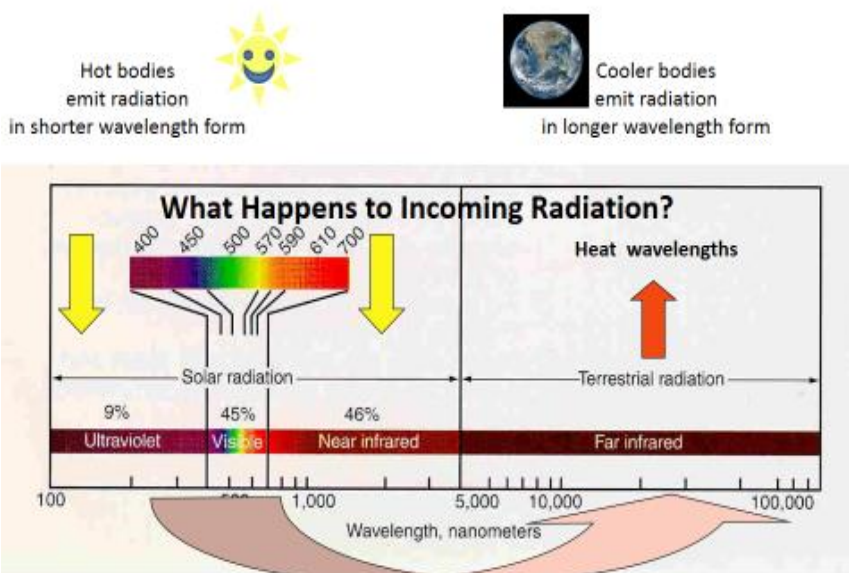 Hot bodies
emit radiation
in shorter wavelength form
Cooler bodies
emit radiation
in longer wavelength form
What Happens to Incoming Radiation?
400 450 500 570 590 610 700
Heat wavelengths
Solar radiation
Terrestrial radiation
9% 45% 46%
Ultraviolet Visible Near infrared Far infrared
100 1,000 5,000 10,000 100,000
Wavelength, nanometers